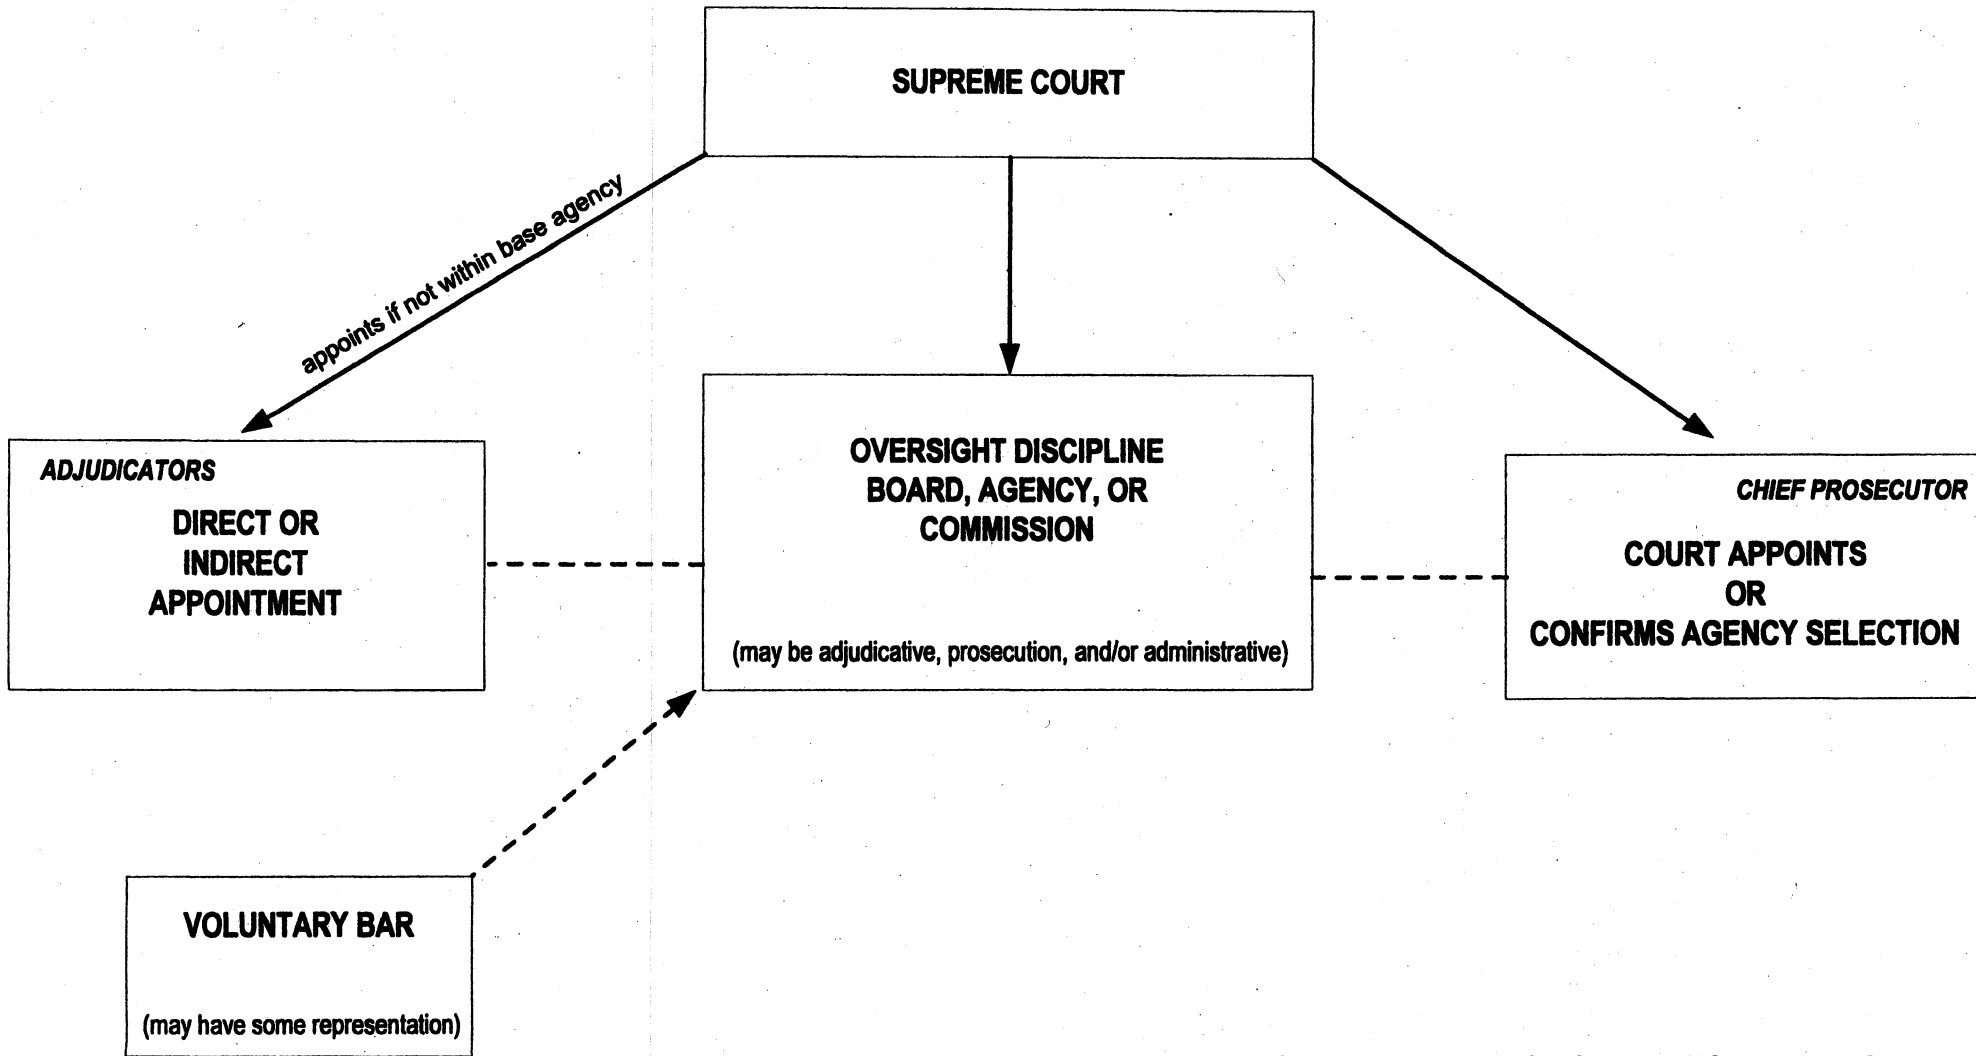 SUPREME COURT
appoints if not within base agency
ADJUDICATORS
DIRECT OR
INDIRECT
APPOINTMENT
OVERSIGHT DISCIPLINE
BOARD, AGENCY, OR
COMMISSION
(may be adjudicative, prosecution, and/or administrative)
CHIEF PROSECUTOR
COURT APPOINTS
OR
CONFIRMS AGENCY SELECTION
VOLUNTARY BAR
(may have some representation)